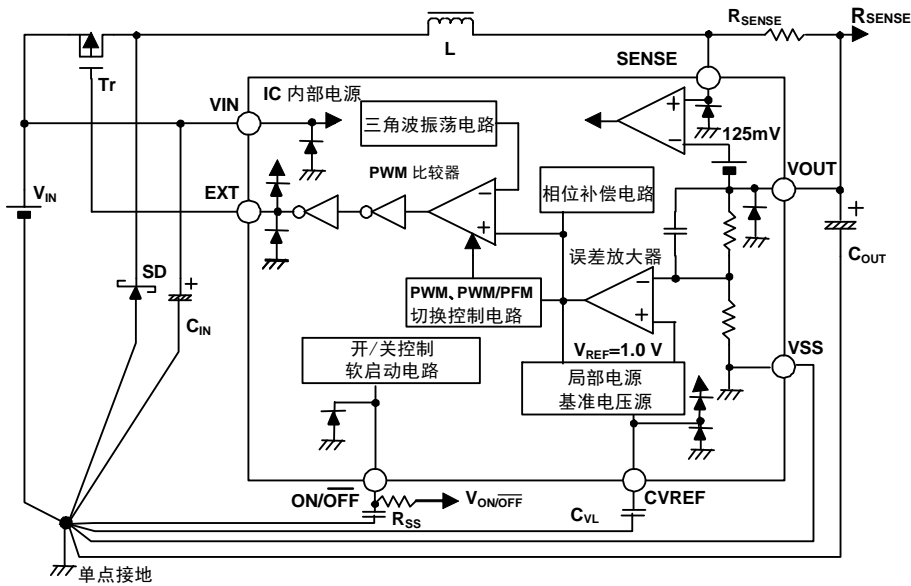 RSENSE
RSENSE
L
SENSE
Tr
VIN
IC 内部电源
三角波振荡电路
125mV
PWM 比较器
VOUT
相位补偿电路
VIN
EXT
+
−
+
−
+
COUT
误差放大器
SD
+
CIN
PWM、PWM/PFM
切换控制电路
−
+
VREF=1.0 V
VSS
开/关控制
软启动电路
局部电源
基准电压源
ON/OFF
VON/OFF
CVREF
RSS
CVL
单点接地